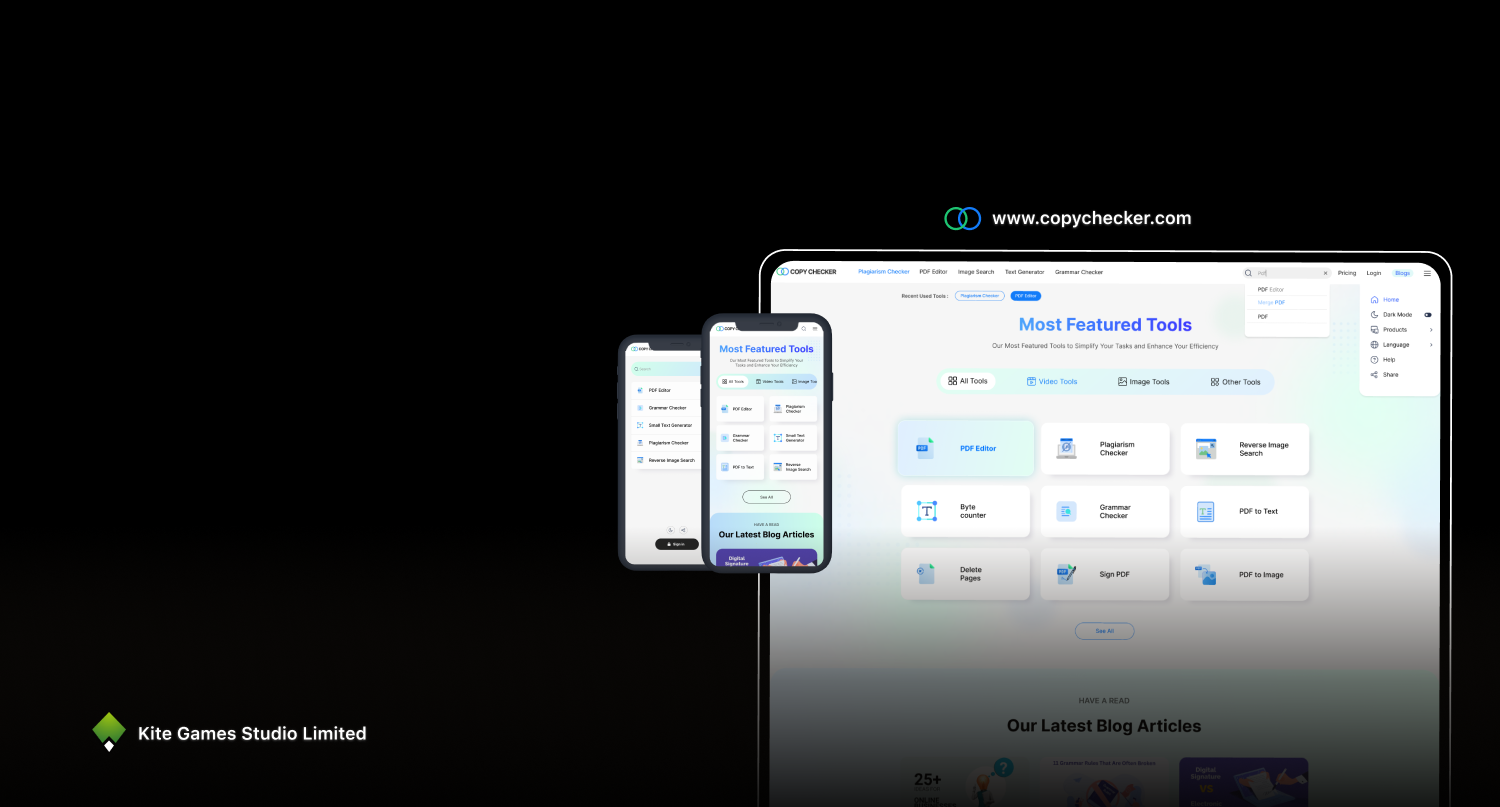 www.copychecker.com
COPY CHECKER
Plagiarism Checker PDF Editor Image Search Text Generator Grammar Checker
Pdf
Pricing Login Blogs
Recent Used Tools :
Plagiarism Checker
PDF Editor
PDF Editor
Merge PDF
PDF
Home
Dark Mode
Products
Language
Help
Share
Most Featured Tools
Our Most Featured Tools to Simplify Your Tasks and Enhance Your Efficiency
All Tools
Video Tools
Image Tools
Other Tools
PDF
PDF Editor
Plagiarism
Checker
Reverse Image
Search
T
Byte
counter
Grammar
Checker
PDF to Text
Delete
Pages
PDF
Sign PDF
PDF to Image
See All
HAVE A READ
Our Latest Blog Articles
25+
?
Digital
Signature
VS
Search
PDF Editor
Grammar Checker
Small Text Generator
Plagiarism Checker
Reverse Image Search
Sign in
Most Featured Tools
Our Most Featured Tools to Simplify Your
Tasks and Enhance Your Efficiency
All Tools
Video Tools
Image Too
PDF Editor
Plagiarism
Checker
Grammar
Checker
Small Text
Generator
PDF to Text
Reverse
Image Search
See All
HAVE A READ
Our Latest Blog Articles
Digital
Signature
Kite Games Studio Limited